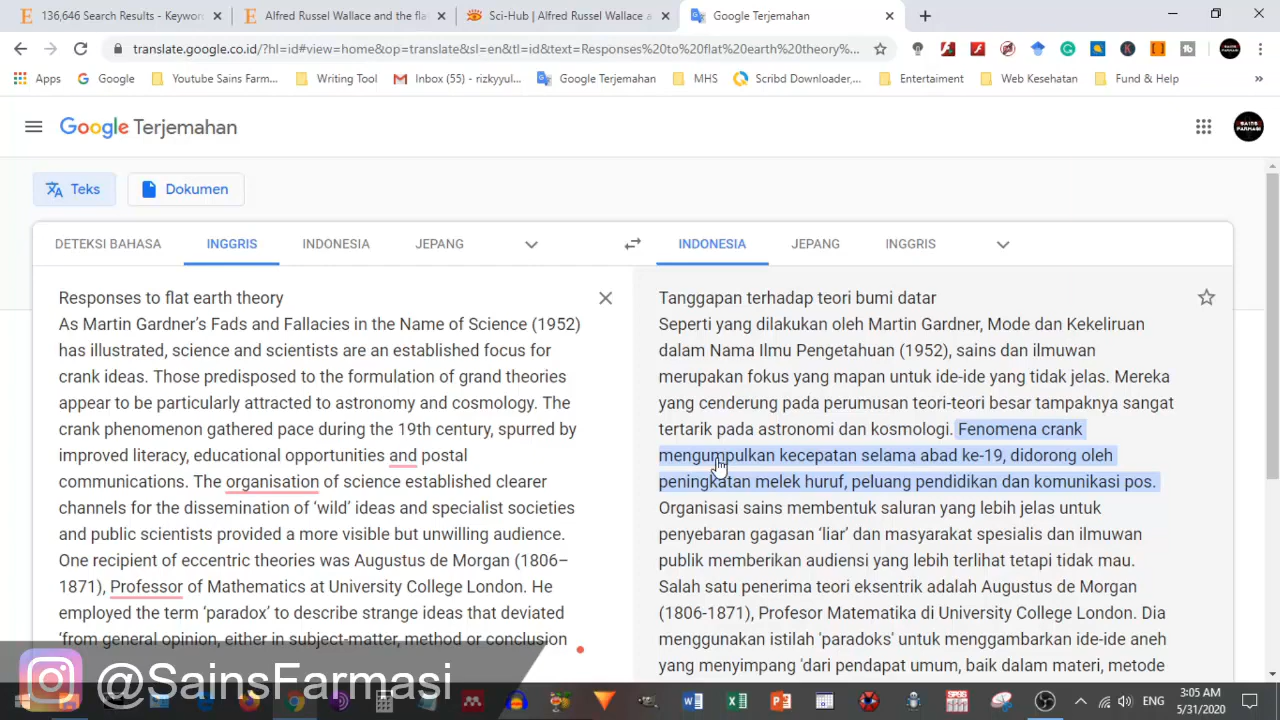 136,646 Search Results - Keywor
Alfred Russel Wallace and the fla
Sci-Hub | Alfred Russel Wallace a
Google Terjemahan
translate.google.co.id/?hl=id#view=home&op=translate&sl=en&tl=id&text=Responses%20to%20flat%20earth%20theory%...
Apps
Google
Youtube Sains Farm...
Writing Tool
Inbox (55) - rizkyyul...
Google Terjemahan
MHS
Scribd Downloader,...
Entertaiment
Web Kesehatan
Fund & Help
Google Terjemahan
Teks
Dokumen
DETEKSI BAHASA
INGGRIS
INDONESIA
JEPANG
INDONESIA
JEPANG
INGGRIS
Responses to flat earth theory
As Martin Gardner's Fads and Fallacies in the Name of Science (1952)
has illustrated, science and scientists are an established focus for
crank ideas. Those predisposed to the formulation of grand theories
appear to be particularly attracted to astronomy and cosmology. The
crank phenomenon gathered pace during the 19th century, spurred by
improved literacy, educational opportunities and postal
communications. The organisation of science established clearer
channels for the dissemination of ‘wild’ ideas and specialist societies
and public scientists provided a more visible but unwilling audience.
One recipient of eccentric theories was Augustus de Morgan (1806–
1871), Professor of Mathematics at University College London. He
employed the term ‘paradox’ to describe strange ideas that deviated
‘from general opinion, either in subject-matter, method or conclusion
Tanggapan terhadap teori bumi datar
Seperti yang dilakukan oleh Martin Gardner, Mode dan Kekeliruan
dalam Nama Ilmu Pengetahuan (1952), sains dan ilmuwan
merupakan fokus yang mapan untuk ide-ide yang tidak jelas. Mereka
yang cenderung pada perumusan teori-teori besar tampaknya sangat
tertarik pada astronomi dan kosmologi. Fenomena crank
mengumpulkan kecepatan selama abad ke-19, didorong oleh
peningkatan melek huruf, peluang pendidikan dan komunikasi pos.
Organisasi sains membentuk saluran yang lebih jelas untuk
penyebaran gagasan ‘liar’ dan masyarakat spesialis dan ilmuwan
publik memberikan audiensi yang lebih terlihat tetapi tidak mau.
Salah satu penerima teori eksentrik adalah Augustus de Morgan
(1806-1871), Profesor Matematika di University College London. Dia
menggunakan istilah 'paradoks' untuk menggambarkan ide-ide aneh
yang menyimpang 'dari pendapat umum, baik dalam materi, metode
@SainsFarmasi
ENG
3:05 AM
5/31/2020